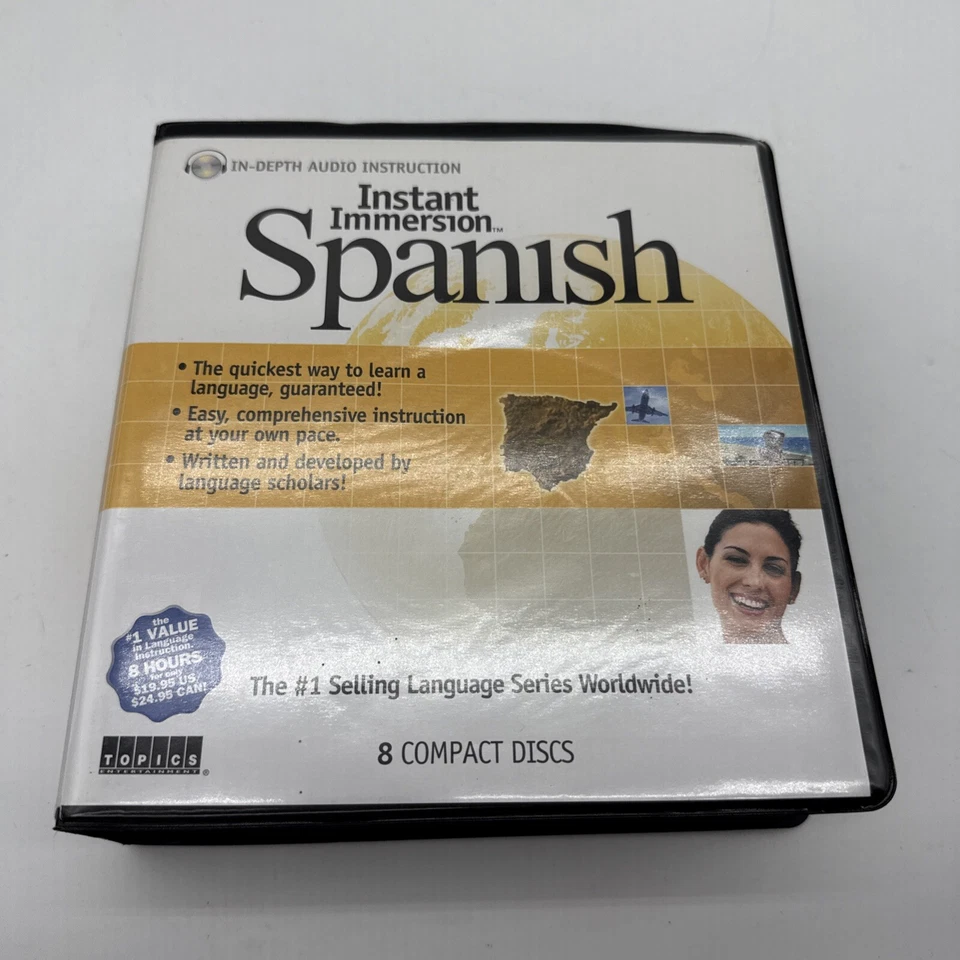 IN-DEPTH AUDIO INSTRUCTION
Instant
Immersion™
Spanish
• The quickest way to learn a
language, guaranteed!
• Easy, comprehensive instruction
at your own pace.
• Written and developed by
language scholars!
the
#1 VALUE
in Language
Instruction.
8 HOURS
for only
$19.95 US/
$24.95 CAN!
The #1 Selling Language Series Worldwide!
TOPICS
ENTERTAINMENT®
8 COMPACT DISCS